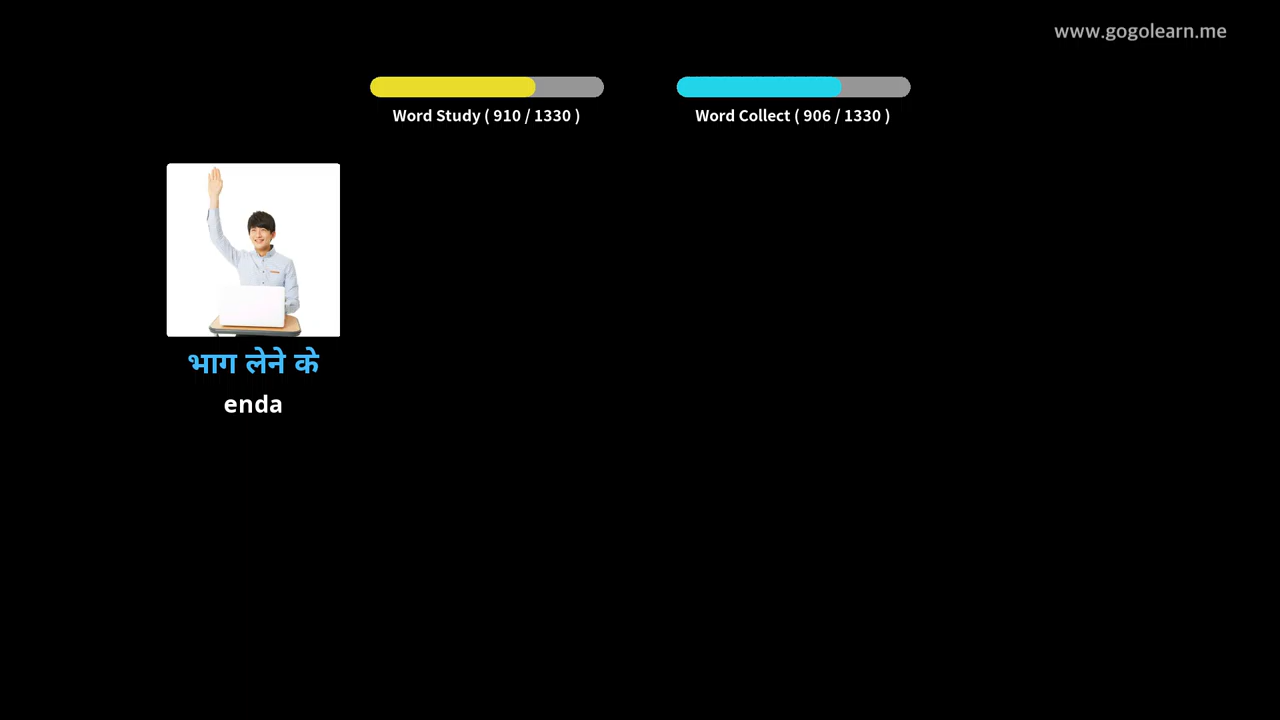 www.gogolearn.me
Word Study ( 910 / 1330 )
Word Collect ( 906 / 1330 )
भाग लेने के
enda